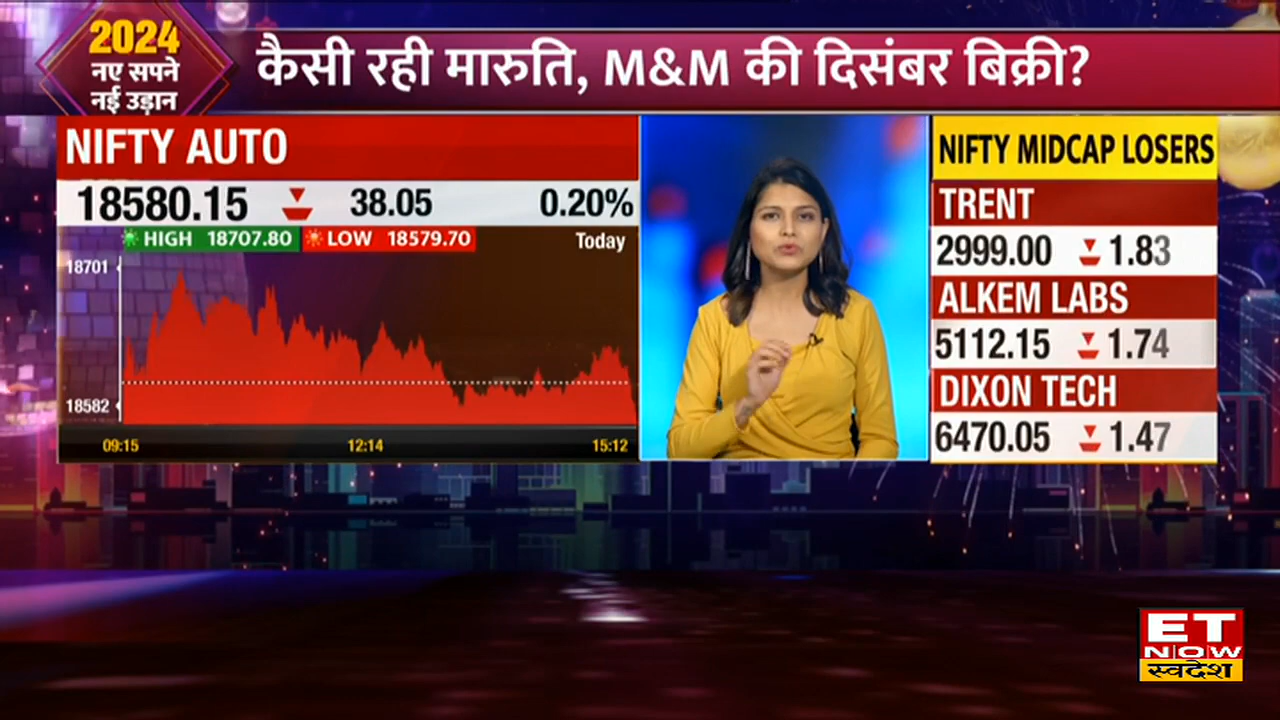 2024
नए सपने
नई उड़ान
कैसी रही मारुति, M&M की दिसंबर बिक्री?
NIFTY AUTO
18580.15 38.05 0.20%
HIGH 18707.80 LOW 18579.70 Today
18701
18582
09:15 12:14 15:12
NIFTY MIDCAP LOSERS
TRENT
2999.00 1.83
ALKEM LABS
5112.15 1.74
DIXON TECH
6470.05 1.47
ET
NOW
स्वदेश